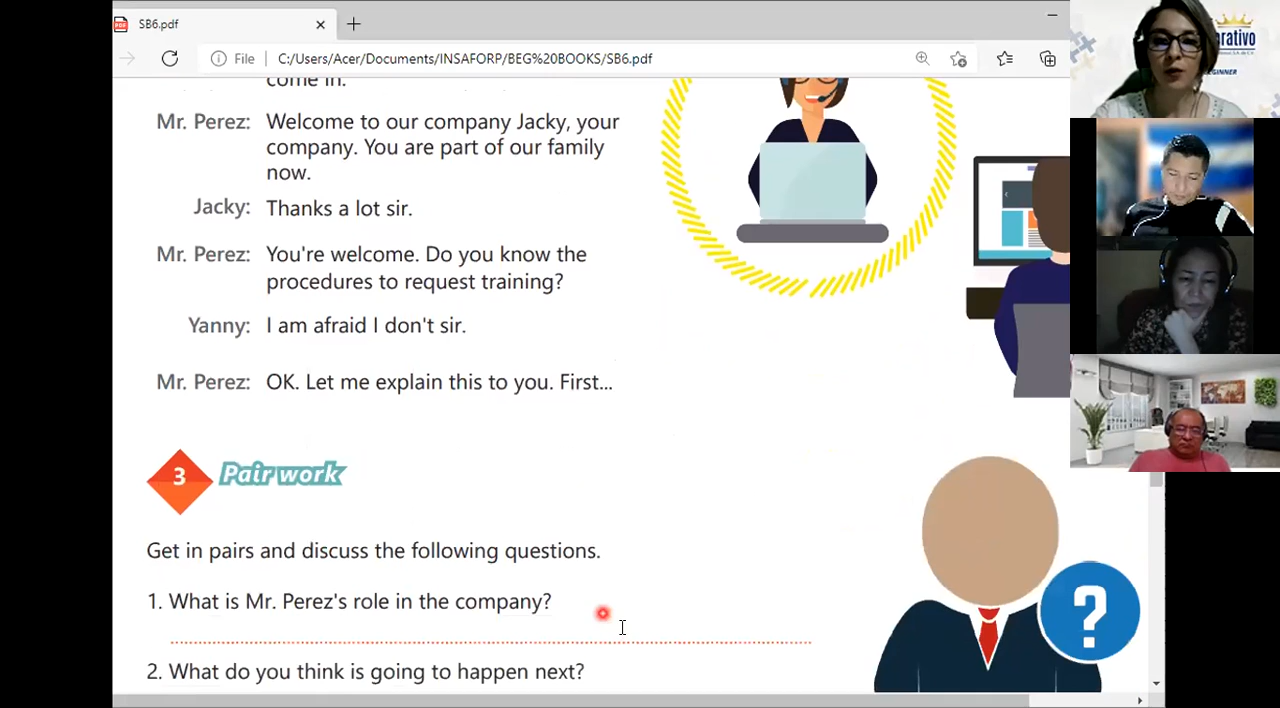 SB6.pdf
File
C:/Users/Acer/Documents/INSAFORP/BEG%20BOOKS/SB6.pdf
come in.
Mr. Perez: Welcome to our company Jacky, your
company. You are part of our family
now.
Jacky: Thanks a lot sir.
Mr. Perez: You're welcome. Do you know the
procedures to request training?
Yanny: I am afraid I don't sir.
Mr. Perez: OK. Let me explain this to you. First...
3 Pair work
Get in pairs and discuss the following questions.
1. What is Mr. Perez's role in the company?
2. What do you think is going to happen next?
?